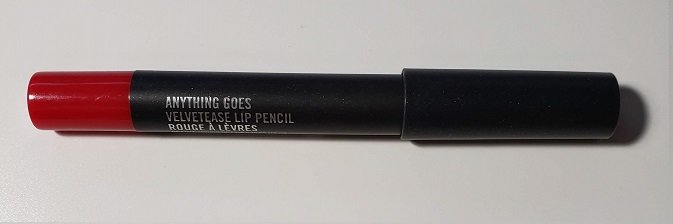 ANYTHING GOES
VELVETEASE LIP PENCIL
ROUGE À LÈVRES